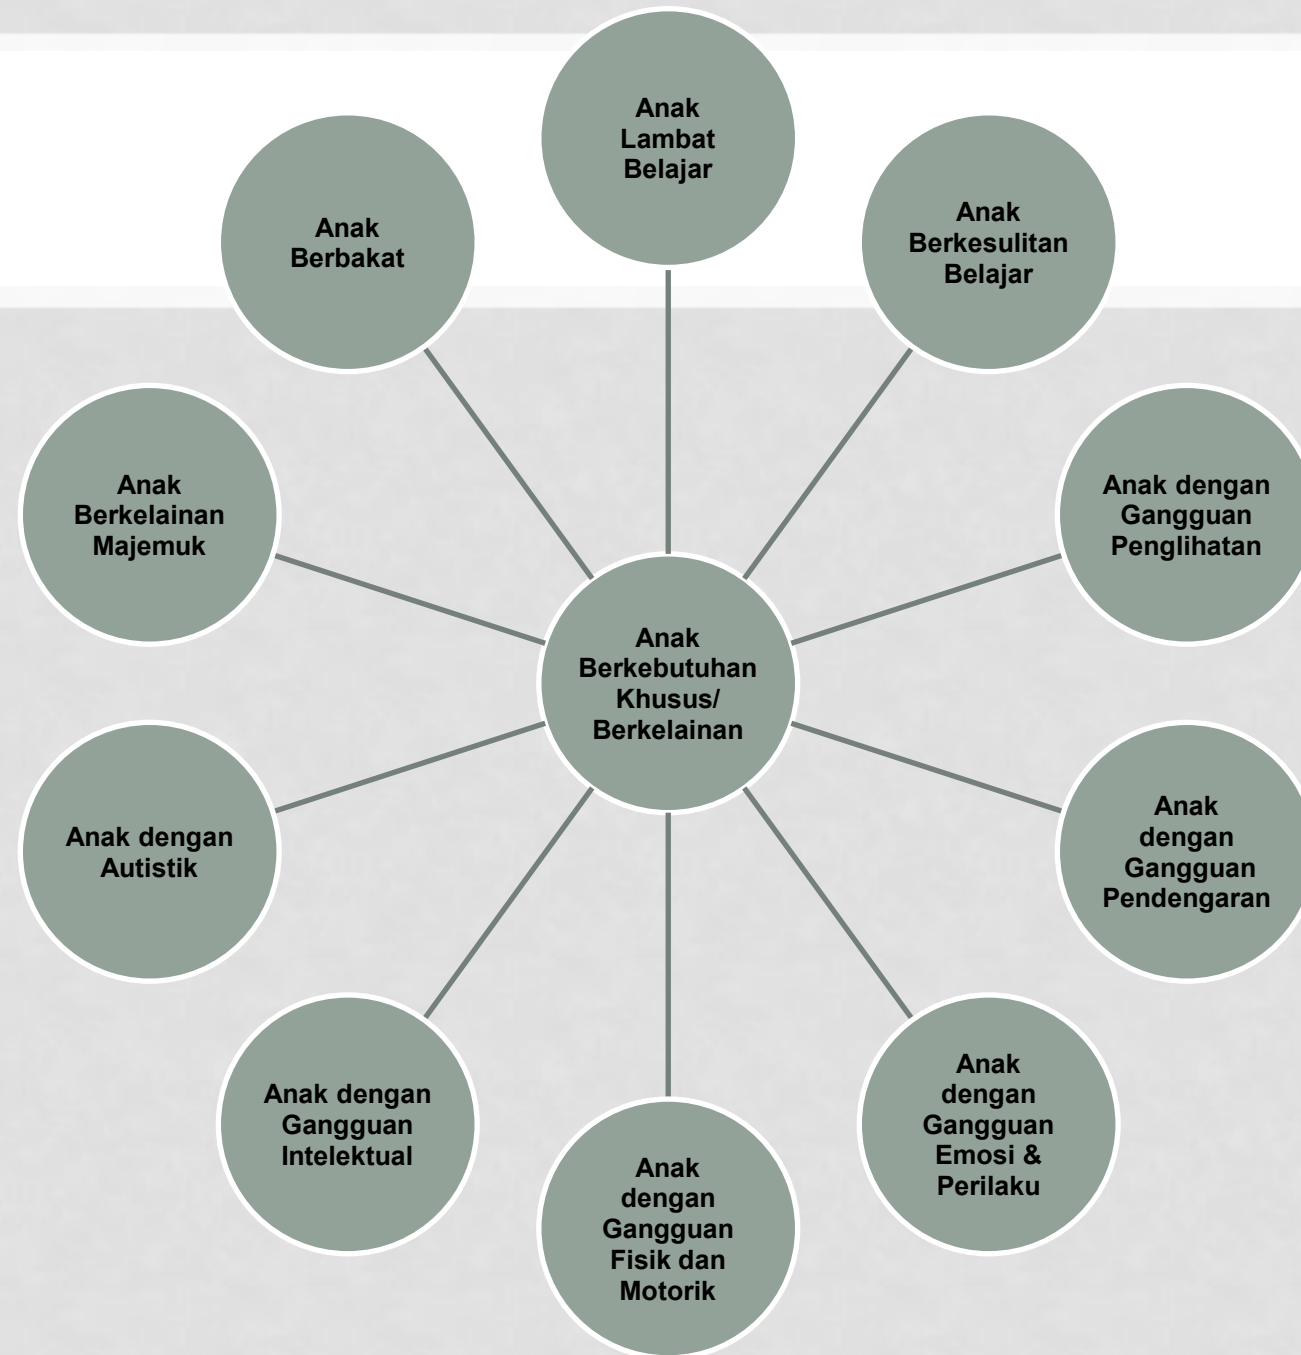 Anak
Lambat
Belajar
Anak
Berkesulitan
Belajar
Anak dengan
Gangguan
Penglihatan
Anak
dengan
Gangguan
Pendengaran
Anak
dengan
Gangguan
Emosi &
Perilaku
Anak
dengan
Gangguan
Fisik dan
Motorik
Anak dengan
Gangguan
Intelektual
Anak dengan
Autistik
Anak
Berkelainan
Majemuk
Anak
Berbakat
Anak
Berkebutuhan
Khusus/
Berkelainan